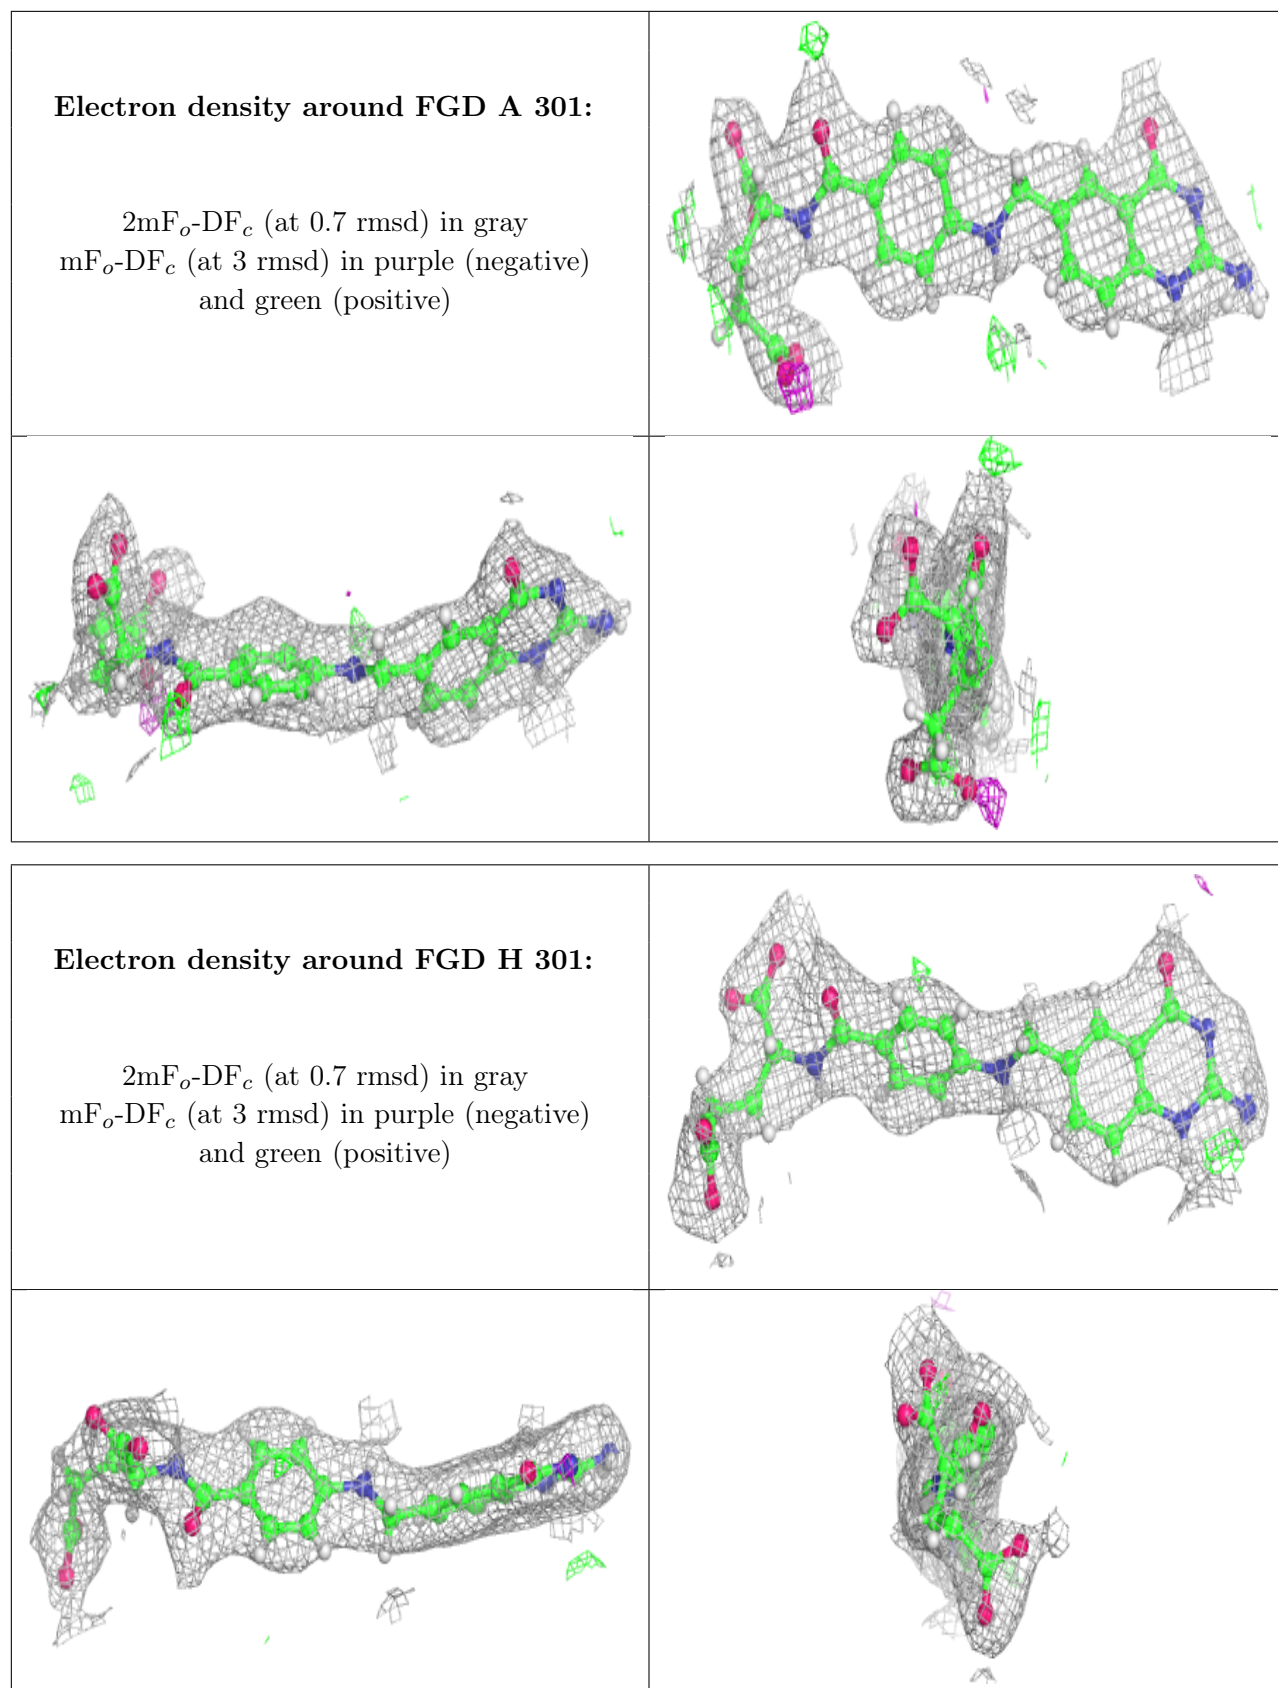 Electron density around FGD A 301:
2mFₒ-DF𝒸 (at 0.7 rmsd) in gray
mFₒ-DF𝒸 (at 3 rmsd) in purple (negative)
and green (positive)
Electron density around FGD H 301:
2mFₒ-DF𝒸 (at 0.7 rmsd) in gray
mFₒ-DF𝒸 (at 3 rmsd) in purple (negative)
and green (positive)